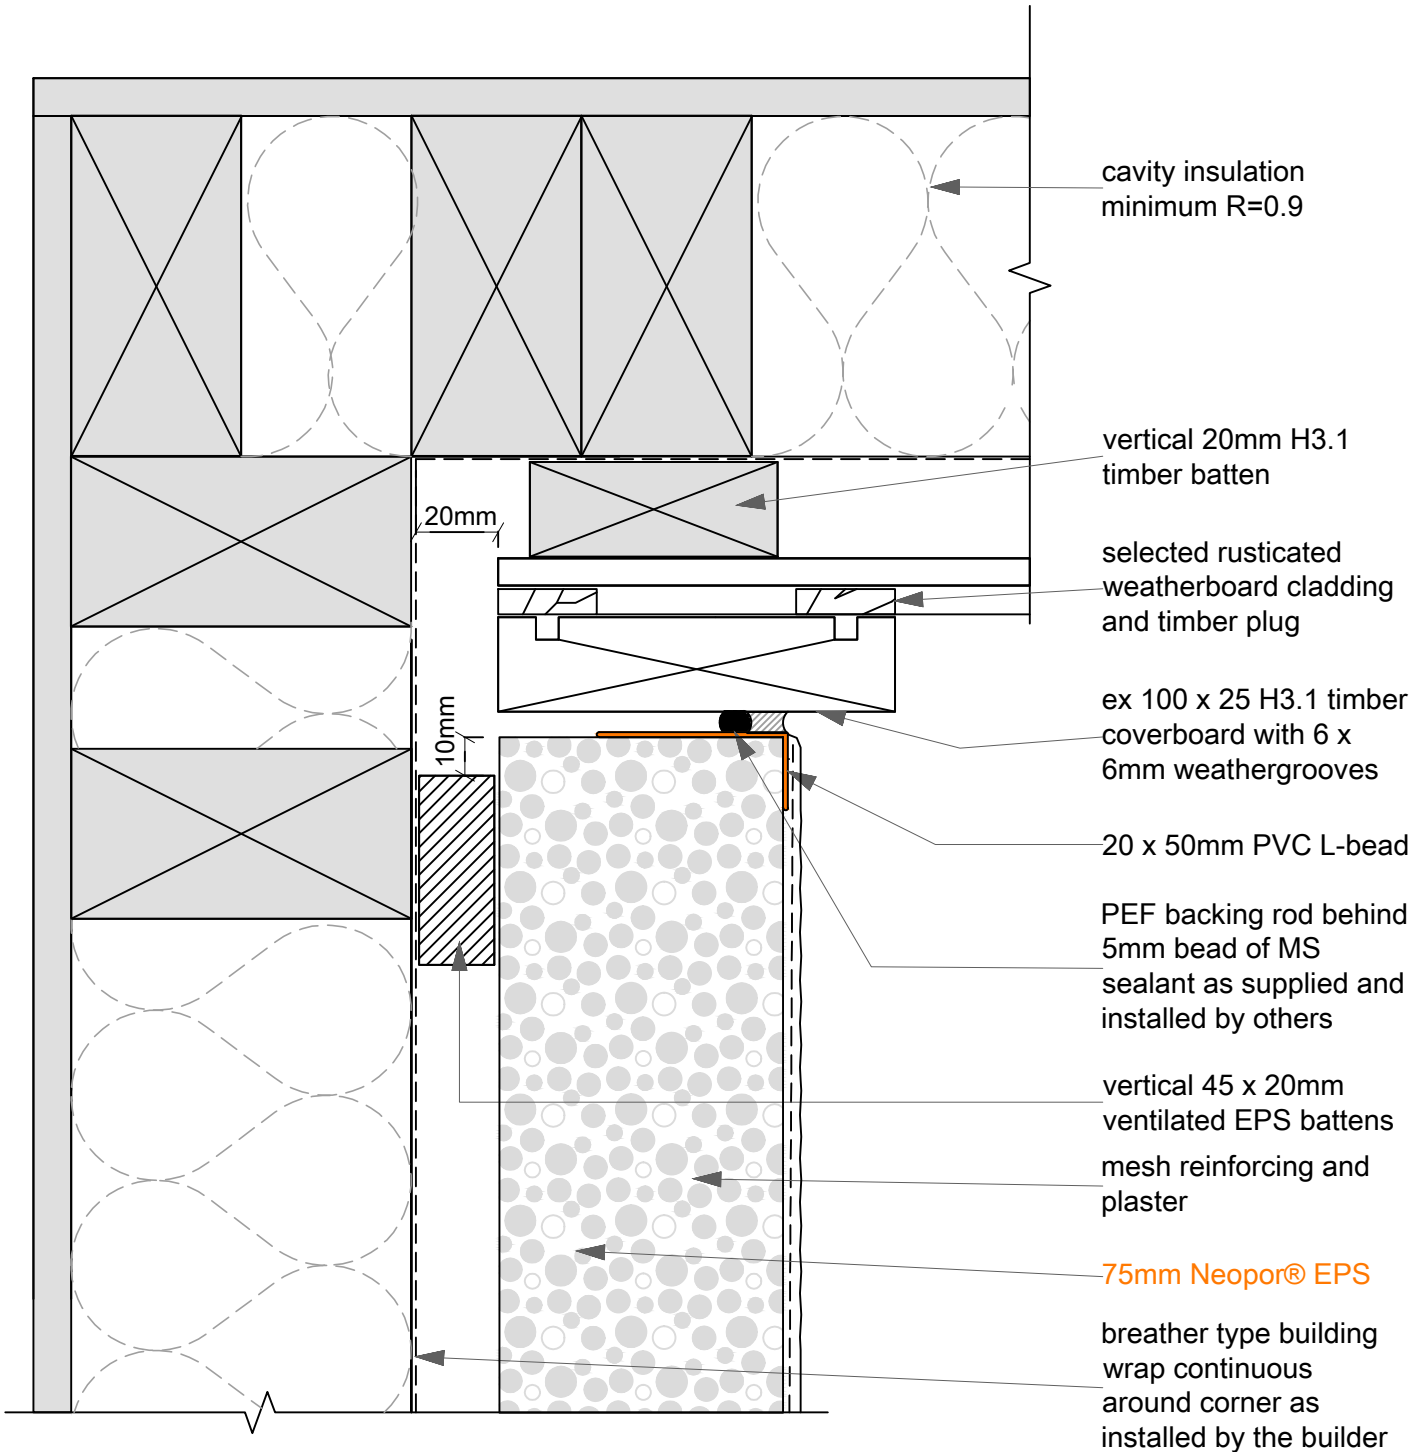 cavity insulation
minimum R=0.9
vertical 20mm H3.1
timber batten
20mm
selected rusticated
weatherboard cladding
and timber plug
ex 100 x 25 H3.1 timber
coverboard with 6 x
6mm weathergrooves
10mm
20 x 50mm PVC L-bead
PEF backing rod behind
5mm bead of MS
sealant as supplied and
installed by others
vertical 45 x 20mm
ventilated EPS battens
mesh reinforcing and
plaster
75mm Neopor® EPS
breather type building
wrap continuous
around corner as
installed by the builder